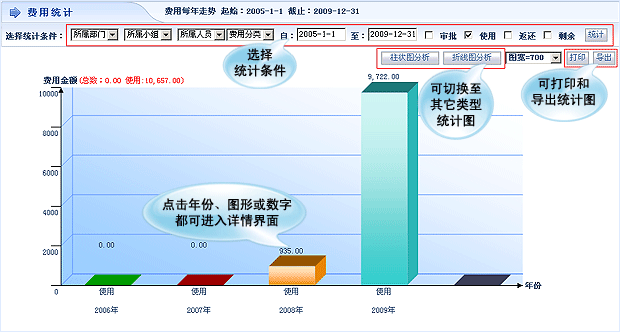 费用统计 费用每年走势 起始：2005-1-1 截止：2009-12-31
选择统计条件： 所属部门 所属小组 所属人员 费用分类 自：2005-1-1 至：2009-12-31 审批 使用 返还 剩余 统计
柱状图分析 折线图分析 图宽=700 打印 导出
选择
统计条件
可切换至
其它类型
统计图
可打印和
导出统计图
费用金额(总数：0.00 使用:10,657.00)
10000
8000
6000
4000
2000
0
9,722.00
点击年份、图形或数字
都可进入详情界面
0.00 0.00 935.00
使用 使用 使用 使用 年份
2006年 2007年 2008年 2009年